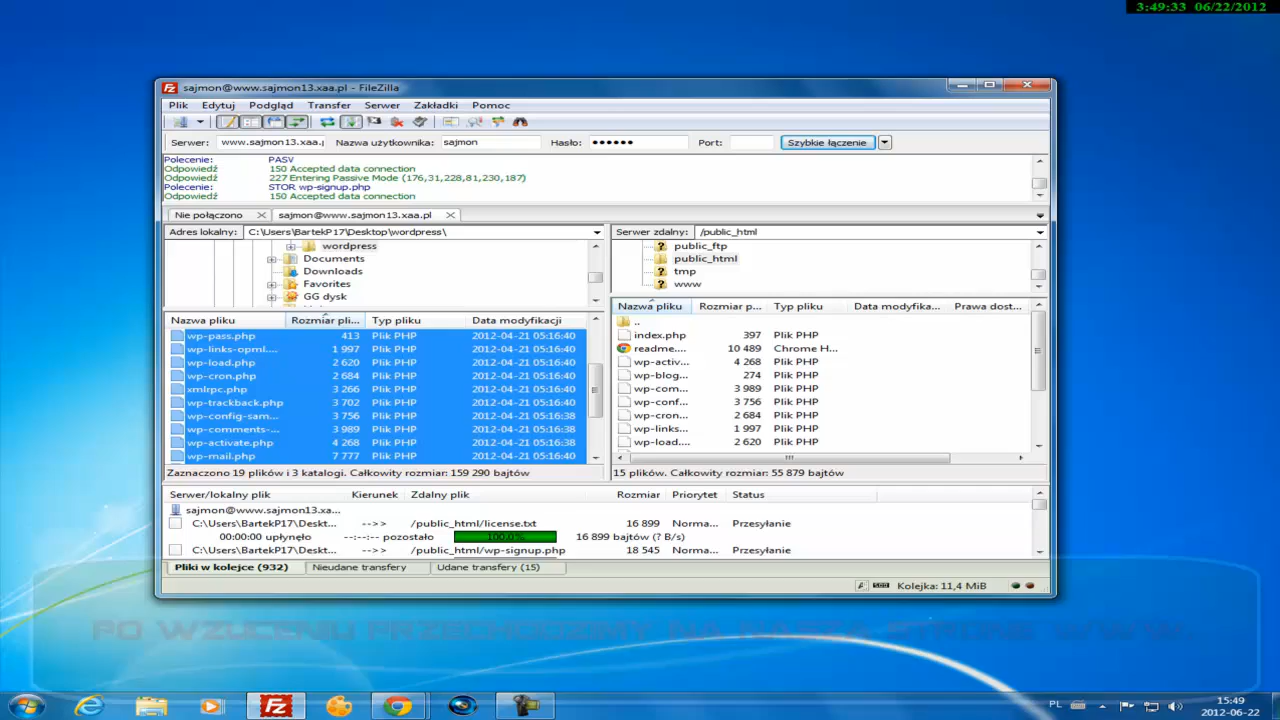 3:49:33 06/22/2012
sajmon@www.sajmon13.xaa.pl - FileZilla
Plik Edytuj Podgląd Transfer Serwer Zakładki Pomoc
Serwer: www.sajmon13.xaa.p Nazwa użytkownika: sajmon Hasło: ●●●●●● Port: Szybkie łączenie
Polecenie: PASV
Odpowiedź 150 Accepted data connection
Odpowiedź 227 Entering Passive Mode (176,31,228,81,230,187)
Polecenie: STOR wp-signup.php
Odpowiedź 150 Accepted data connection
Nie połączono sajmon@www.sajmon13.xaa.pl
Adres lokalny: C:\Users\BartekP17\Desktop\wordpress\
wordpress
Documents
Downloads
Favorites
GG dysk
Serwer zdalny: /public_html
public_ftp
public_html
tmp
www
Nazwa pliku Rozmiar pli... Typ pliku Data modyfikacji
wp-pass.php 413 Plik PHP 2012-04-21 05:16:40
wp-links-opml.... 1 997 Plik PHP 2012-04-21 05:16:40
wp-load.php 2 620 Plik PHP 2012-04-21 05:16:40
wp-cron.php 2 684 Plik PHP 2012-04-21 05:16:40
xmlrpc.php 3 266 Plik PHP 2012-04-21 05:16:40
wp-trackback.php 3 702 Plik PHP 2012-04-21 05:16:40
wp-config-sam... 3 756 Plik PHP 2012-04-21 05:16:38
wp-comments-... 3 989 Plik PHP 2012-04-21 05:16:38
wp-activate.php 4 268 Plik PHP 2012-04-21 05:16:38
wp-mail.php 7 777 Plik PHP 2012-04-21 05:16:40
Zaznaczono 19 plików i 3 katalogi. Całkowity rozmiar: 159 290 bajtów
Nazwa pliku Rozmiar p... Typ pliku Data modyfika... Prawa dost...
..
index.php 397 Plik PHP
readme.... 10 489 Chrome H...
wp-activ... 4 268 Plik PHP
wp-blog... 274 Plik PHP
wp-com... 3 989 Plik PHP
wp-conf... 3 756 Plik PHP
wp-cron... 2 684 Plik PHP
wp-links... 1 997 Plik PHP
wp-load.... 2 620 Plik PHP
15 plików. Całkowity rozmiar: 55 879 bajtów
Serwer/lokalny plik Kierunek Zdalny plik Rozmiar Priorytet Status
sajmon@www.sajmon13.xa...
C:\Users\BartekP17\Deskt... -->> /public_html/license.txt 16 899 Norma... Przesyłanie
00:00:00 upłynęło --:--:-- pozostało 100.0% 16 899 bajtów (? B/s)
C:\Users\BartekP17\Deskt... -->> /public_html/wp-signup.php 18 545 Norma... Przesyłanie
Pliki w kolejce (932) Nieudane transfery Udane transfery (15)
Kolejka: 11,4 MiB
PO WZUCENIU PRZECHODZIMY NA NASZĄ STRONE WWW.
PL 15:49
2012-06-22